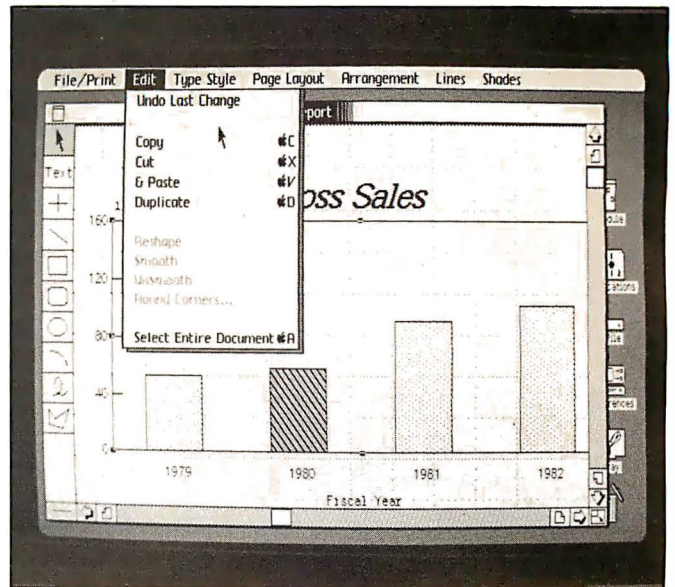 File/Print Edit Type Style Page Layout Arrangement Lines Shades
Undo Last Change
port
Copy C
Cut X
& Paste V
Duplicate D
oss Sales
Text
160
120
80
40
0
Reshape
Smooth
Unsmooth
Round Corners...
Select Entire Document A
1979 1980 1981 1982
Fiscal Year